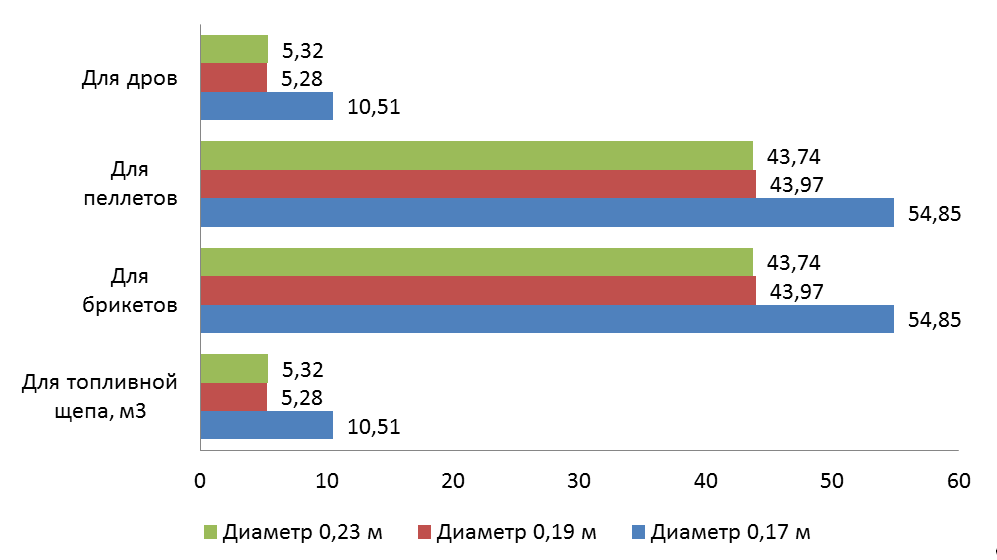 Для дров
5,32
5,28
10,51
Для
пеллетов
43,74
43,97
54,85
Для
брикетов
43,74
43,97
54,85
Для топливной
щепа, м3
5,32
5,28
10,51
0 10 20 30 40 50 60
Диаметр 0,23 м Диаметр 0,19 м Диаметр 0,17 м